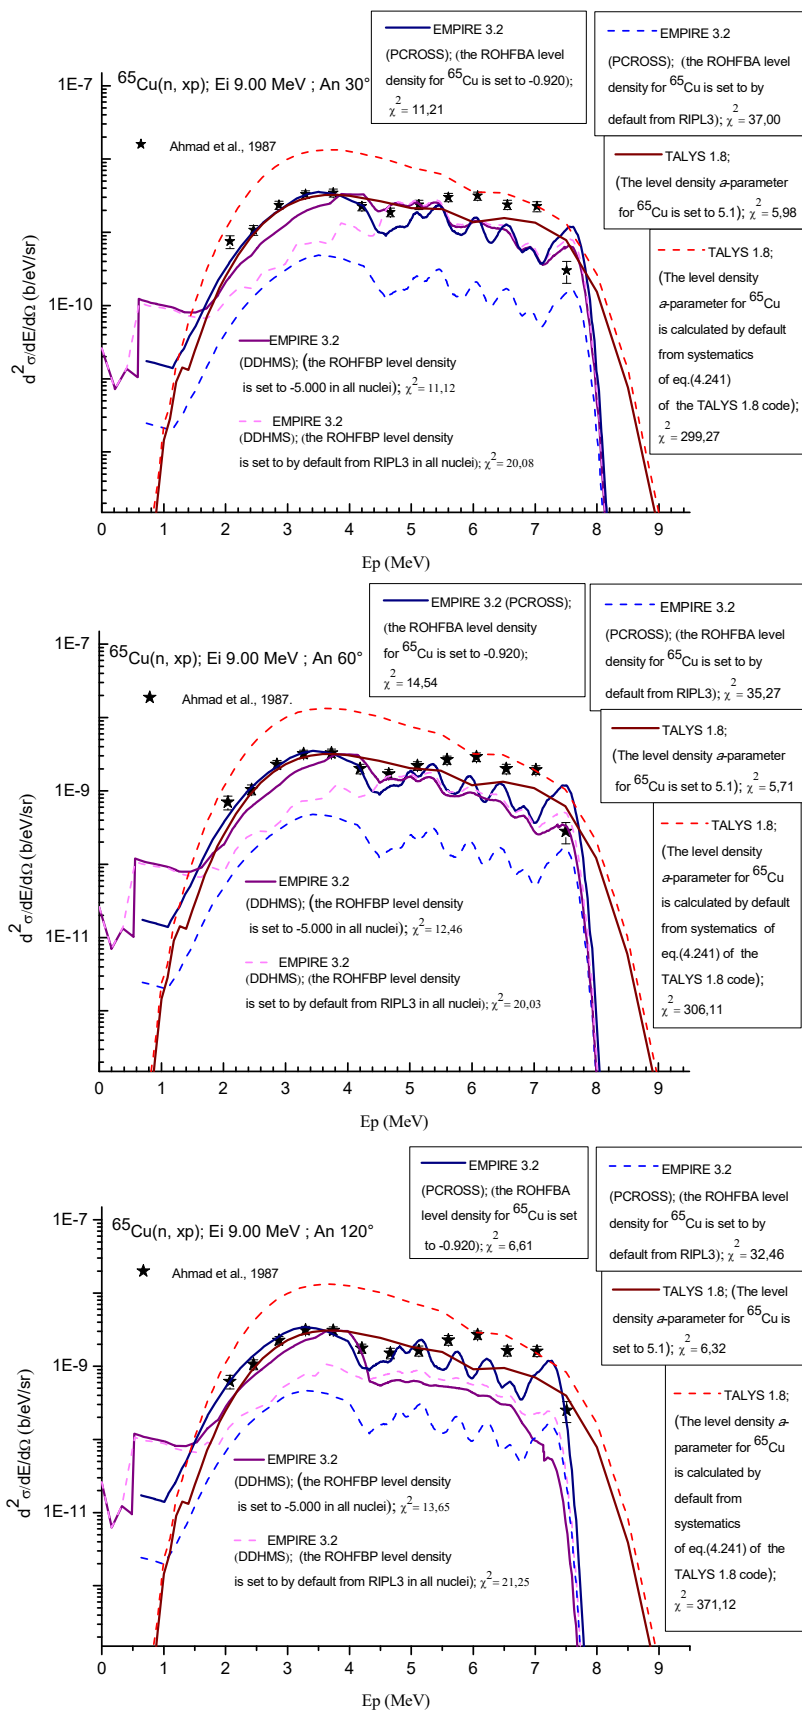 EMPIRE 3.2
(PCROSS); (the ROHFBA level
density for ⁶⁵Cu is set to -0.920);
χ² = 11,21
EMPIRE 3.2
(PCROSS); (the ROHFBA level
density for ⁶⁵Cu is set to by
default from RIPL3); χ² = 37,00
1E-7
⁶⁵Cu(n, xp); Ei 9.00 MeV ; An 30°
Ahmad et al., 1987
TALYS 1.8;
(The level density a-parameter
for ⁶⁵Cu is set to 5.1); χ² = 5,98
TALYS 1.8;
(The level density
a-parameter for ⁶⁵Cu
is calculated by default
from systematics
of eq.(4.241)
of the TALYS 1.8 code);
χ² = 299,27
1E-10
d²σ/dE/dΩ (b/eV/sr)
EMPIRE 3.2
(DDHMS); (the ROHFBP level density
is set to -5.000 in all nuclei); χ² = 11,12
EMPIRE 3.2
(DDHMS); (the ROHFBP level density
is set to by default from RIPL3 in all nuclei); χ² = 20,08
0 1 2 3 4 5 6 7 8 9
Ep (MeV)
EMPIRE 3.2 (PCROSS);
(the ROHFBA level density
for ⁶⁵Cu is set to -0.920);
χ² = 14,54
EMPIRE 3.2
(PCROSS); (the ROHFBA level
density for ⁶⁵Cu is set to by
default from RIPL3); χ² = 35,27
1E-7
⁶⁵Cu(n, xp); Ei 9.00 MeV ; An 60°
Ahmad et al., 1987.
TALYS 1.8;
(The level density a-parameter
for ⁶⁵Cu is set to 5.1); χ² = 5,71
1E-9
TALYS 1.8;
(The level density
a-parameter for ⁶⁵Cu
is calculated by default
from systematics of
eq.(4.241) of the
TALYS 1.8 code);
χ² = 306,11
d²σ/dE/dΩ (b/eV/sr)
1E-11
EMPIRE 3.2
(DDHMS); (the ROHFBP level density
is set to -5.000 in all nuclei); χ² = 12,46
EMPIRE 3.2
(DDHMS); (the ROHFBP level density
is set to by default from RIPL3 in all nuclei); χ² = 20,03
0 1 2 3 4 5 6 7 8 9
Ep (MeV)
EMPIRE 3.2
(PCROSS); (the ROHFBA
level density for ⁶⁵Cu is set
to -0.920); χ² = 6,61
EMPIRE 3.2
(PCROSS); (the ROHFBA level
density for ⁶⁵Cu is set to by
default from RIPL3); χ² = 32,46
1E-7
⁶⁵Cu(n, xp); Ei 9.00 MeV ; An 120°
Ahmad et al., 1987
TALYS 1.8; (The level
density a-parameter for ⁶⁵Cu is
set to 5.1); χ² = 6,32
1E-9
TALYS 1.8;
(The level density a-
parameter for ⁶⁵Cu
is calculated by
default from
systematics
of eq.(4.241) of the
TALYS 1.8 code);
χ² = 371,12
d²σ/dE/dΩ (b/eV/sr)
1E-11
EMPIRE 3.2
(DDHMS); (the ROHFBP level density
is set to -5.000 in all nuclei); χ² = 13,65
EMPIRE 3.2
(DDHMS); (the ROHFBP level density
is set to by default from RIPL3 in all nuclei); χ² = 21,25
0 1 2 3 4 5 6 7 8 9
Ep (MeV)